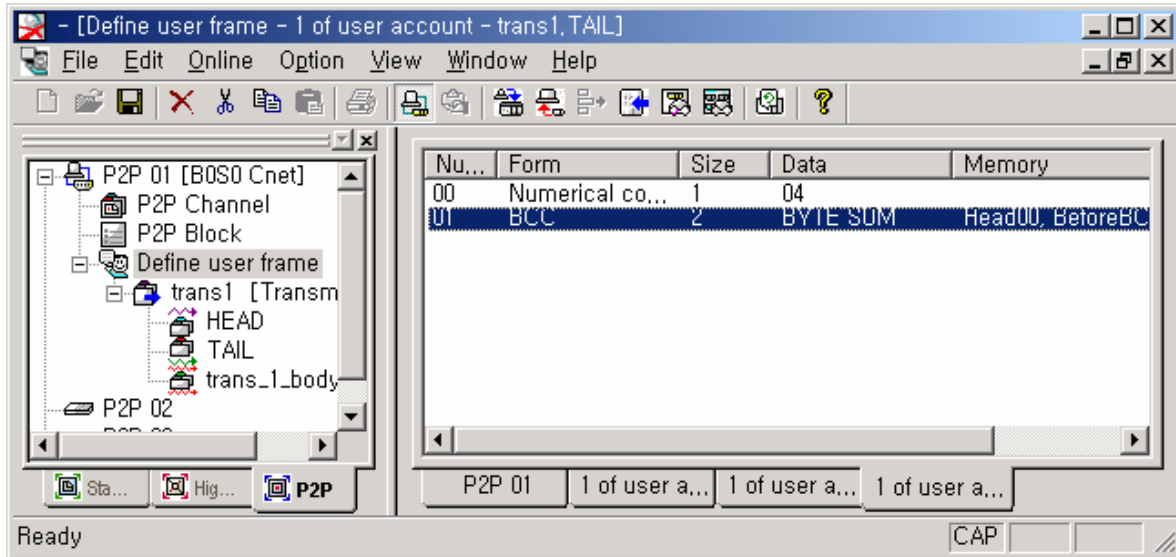 - [Define user frame - 1 of user account - trans1,TAIL]
File Edit Online Option View Window Help
P2P 01 [B0S0 Cnet]
P2P Channel
P2P Block
Define user frame
trans1 [Transm
HEAD
TAIL
trans_1_body
P2P 02
Nu... Form Size Data Memory
00 Numerical co... 1 04
01 BCC 2 BYTE SUM Head00, BeforeBC
Sta... Hig... P2P
P2P 01 1 of user a... 1 of user a... 1 of user a...
Ready CAP